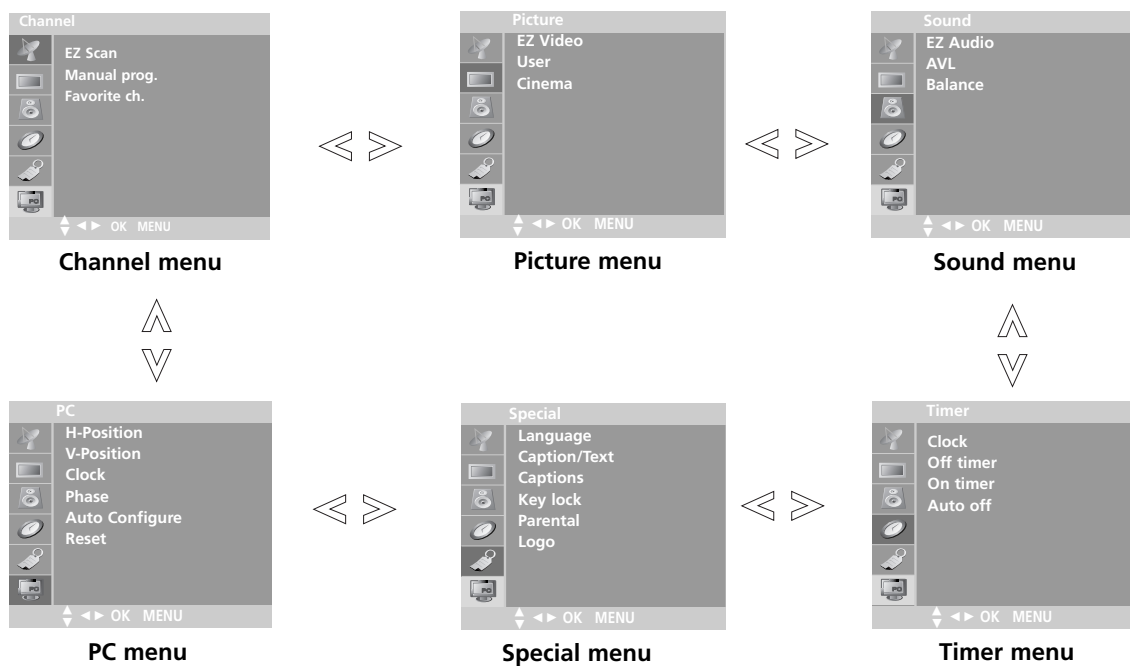 Channel
EZ Scan
Manual prog.
Favorite ch.
OK MENU
Channel menu
Picture
EZ Video
User
Cinema
OK MENU
Picture menu
Sound
EZ Audio
AVL
Balance
OK MENU
Sound menu
PC
H-Position
V-Position
Clock
Phase
Auto Configure
Reset
OK MENU
PC menu
Special
Language
Caption/Text
Captions
Key lock
Parental
Logo
OK MENU
Special menu
Timer
Clock
Off timer
On timer
Auto off
OK MENU
Timer menu